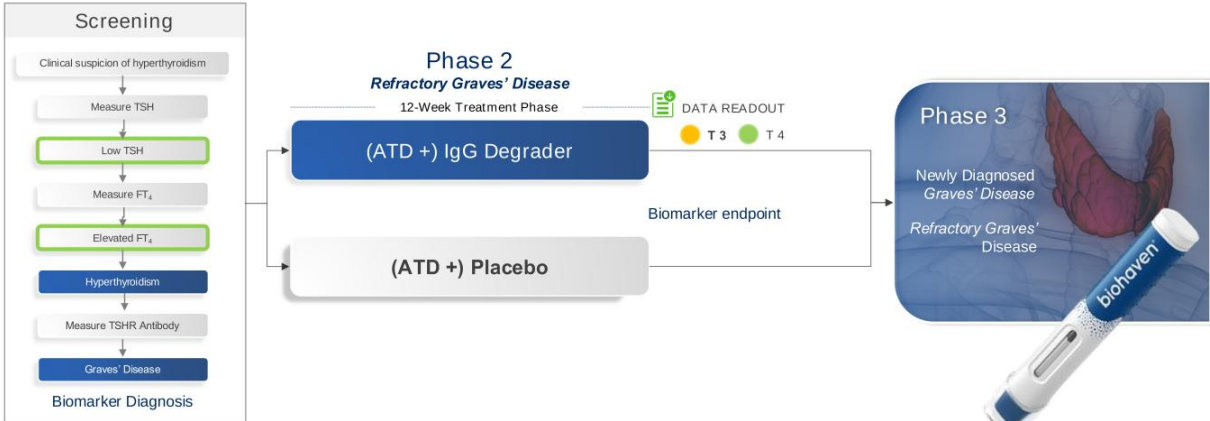 Screening
Clinical suspicion of hyperthyroidism
Measure TSH
Low TSH
Measure FT₄
Elevated FT₄
Hyperthyroidism
Measure TSHR Antibody
Graves' Disease
Biomarker Diagnosis
Phase 2
Refractory Graves' Disease
12-Week Treatment Phase
(ATD +) IgG Degrader
(ATD +) Placebo
DATA READOUT
T 3 T 4
Biomarker endpoint
Phase 3
Newly Diagnosed
Graves' Disease
Refractory Graves'
Disease
biohaven